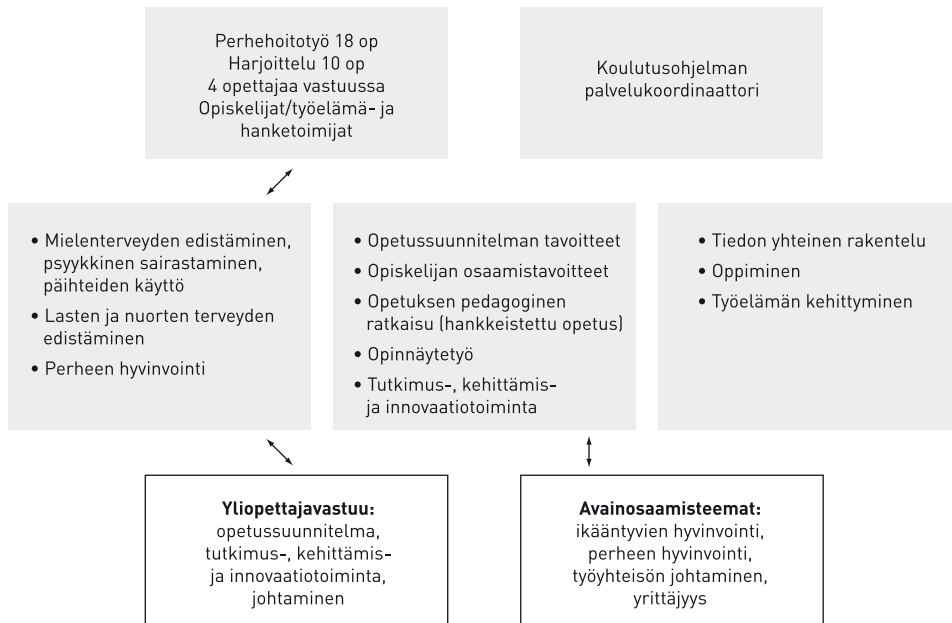 Perhehoitotyö 18 op
Harjoittelu 10 op
4 opettajaa vastuussa
Opiskelijat/työelämä- ja
hanketoimijat
Koulutusohjelman
palvelukoordinaattori
• Mielenterveyden edistäminen,
psyykkinen sairastaminen,
päihteiden käyttö
• Lasten ja nuorten terveyden
edistäminen
• Perheen hyvinvointi
• Opetussuunnitelman tavoitteet
• Opiskelijan osaamistavoitteet
• Opetuksen pedagoginen
ratkaisu (hankkeistettu opetus)
• Opinnäytetyö
• Tutkimus-, kehittämis-
ja innovaatiotoiminta
• Tiedon yhteinen rakentelu
• Oppiminen
• Työelämän kehittyminen
Yliopettajavastuu:
opetussuunnitelma,
tutkimus-, kehittämis-
ja innovaatiotoiminta,
johtaminen
Avainosaamisteemat:
ikääntyvien hyvinvointi,
perheen hyvinvointi,
työyhteisön johtaminen,
yrittäjyys